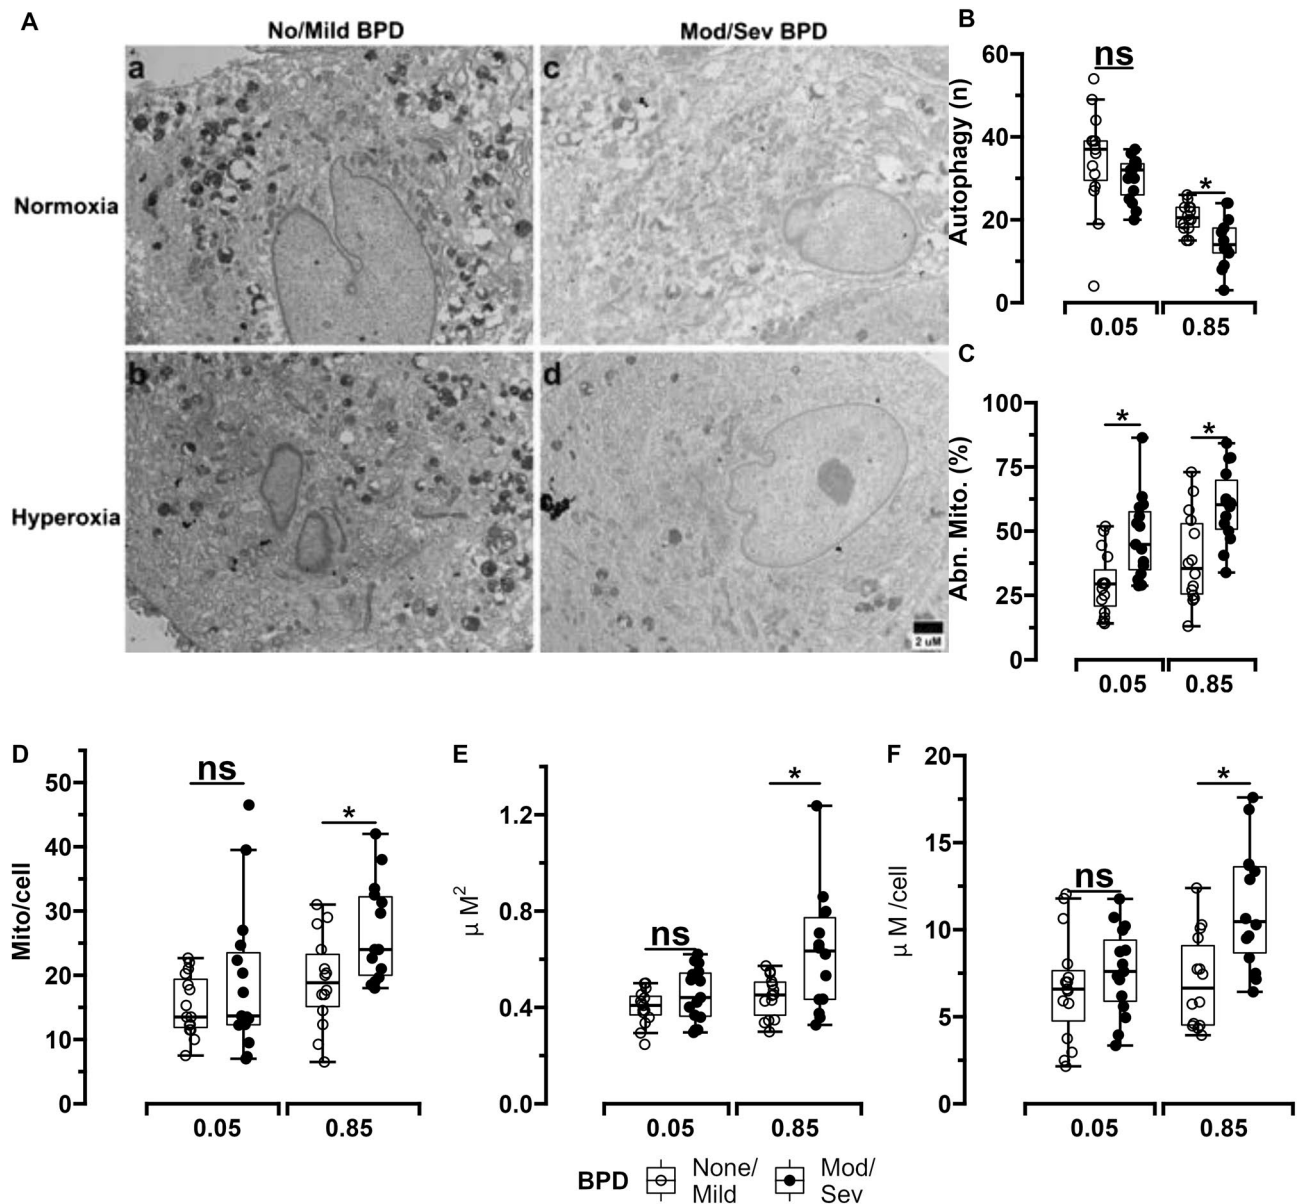 A
No/Mild BPD
Mod/Sev BPD
a
c
Normoxia
b
d
Hyperoxia
2 uM
B
60
40
20
0
Autophagy (n)
ns
*
0.05
0.85
C
100
75
50
25
0
Abn. Mito. (%)
*
*
0.05
0.85
D
50
40
30
20
10
0
Mito/cell
ns
*
0.05
0.85
E
1.2
0.8
0.4
0.0
µ M²
ns
*
0.05
0.85
F
20
15
10
5
0
µ M /cell
ns
*
0.05
0.85
BPD
None/
Mild
Mod/
Sev